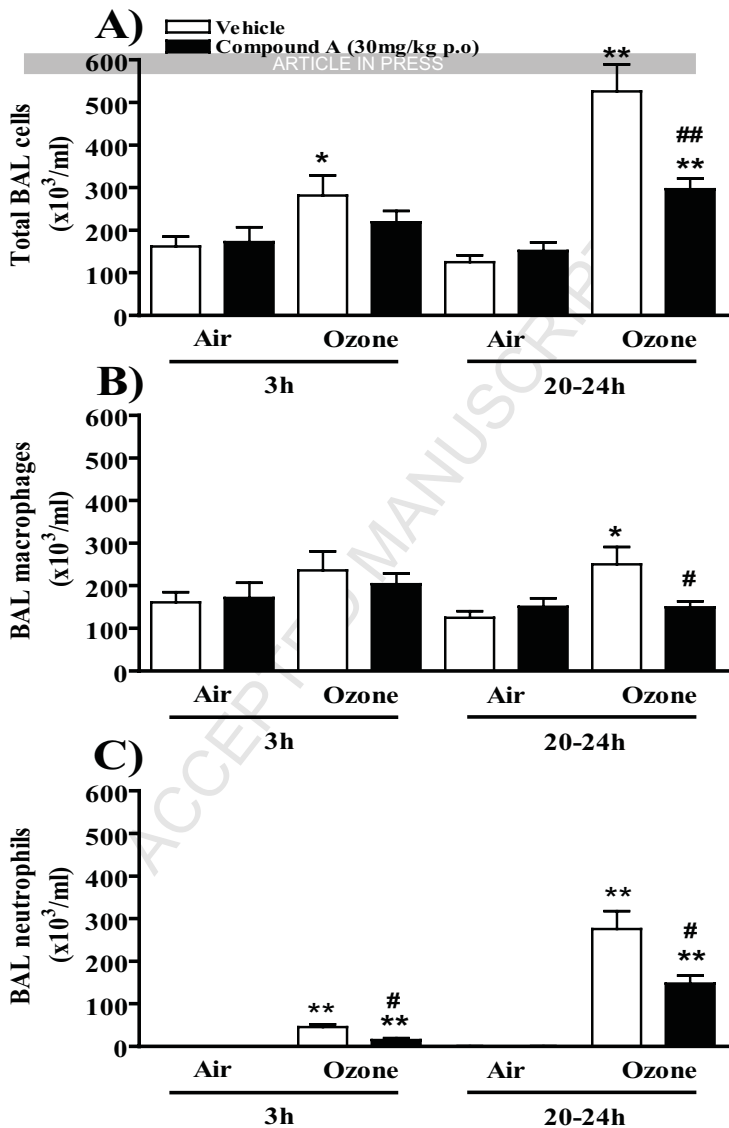 A)
Vehicle
Compound A (30mg/kg p.o)
ARTICLE IN PRESS
Total BAL cells
(x10³/ml)
600
500
400
300
200
100
0
*
**
##
**
Air Ozone Air Ozone
3h 20-24h
B)
BAL macrophages
(x10³/ml)
600
500
400
300
200
100
0
*
#
Air Ozone Air Ozone
3h 20-24h
C)
BAL neutrophils
(x10³/ml)
600
500
400
300
200
100
0
**
#
**
**
#
**
Air Ozone Air Ozone
3h 20-24h
ACCEPTED MANUSCRIPT